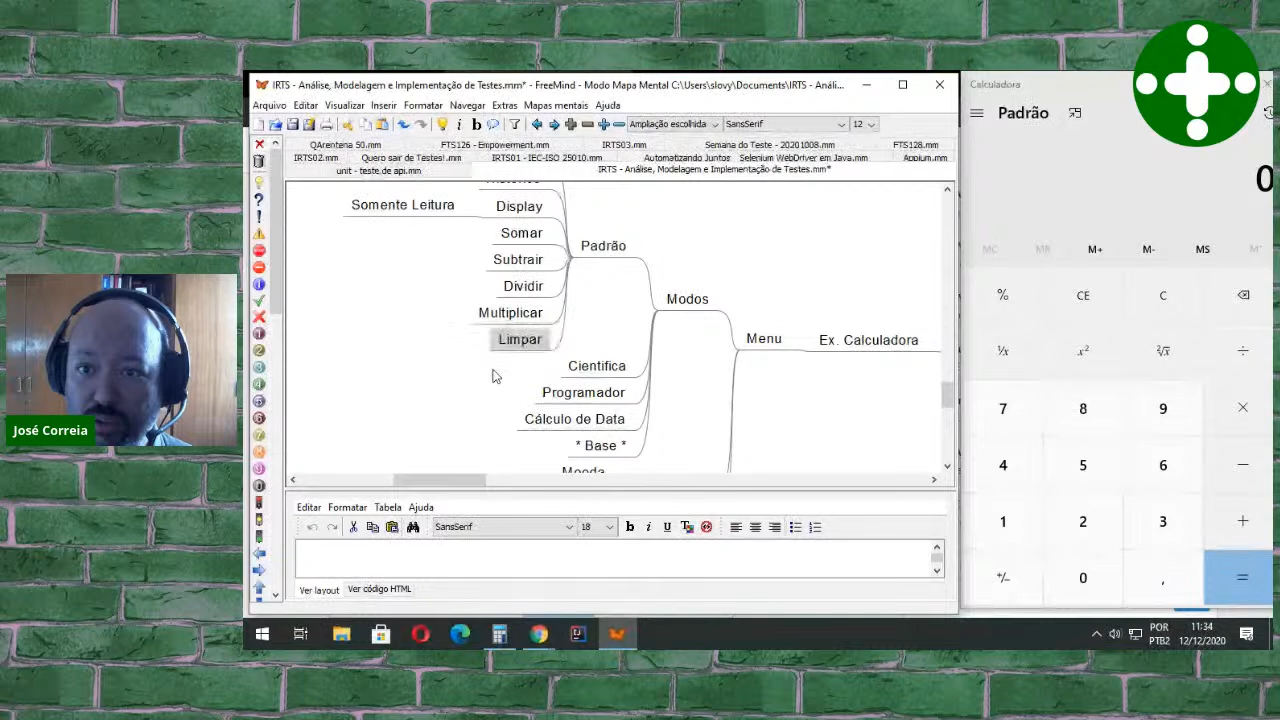 IRTS - Análise, Modelagem e Implementação de Testes.mm* - FreeMind - Modo Mapa Mental C:\Users\slovy\Documents\IRTS - Análi...
Arquivo Editar Visualizar Inserir Formatar Navegar Extras Mapas mentais Ajuda
Ampliação escolhida SansSerif 12
QArentena 50.mm FTS126 - Empowerment.mm IRTS03.mm Semana do Teste - 20201008.mm FTS128.mm
IRTS02.mm Quero sair de Testes!.mm IRTS01 - IEC-ISO 25010.mm Automatizando Juntos Selenium WebDriver em Java.mm Appium.mm
unit - teste de api.mm IRTS - Análise, Modelagem e Implementação de Testes.mm*
Somente Leitura
Display
Somar
Subtrair
Dividir
Multiplicar
Limpar
Padrão
Cientifica
Programador
Cálculo de Data
* Base *
Moeda
Modos
Menu
Ex. Calculadora
Editar Formatar Tabela Ajuda
SansSerif 18
Ver layout Ver código HTML
Calculadora
Padrão
0
MC MR M+ M- MS
% CE C
¹/x x² ²√x ÷
7 8 9 ×
4 5 6 −
1 2 3 +
+/− 0 , =
José Correia
POR
PTB2
11:34
12/12/2020